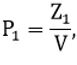 P₁ = Z₁/V,